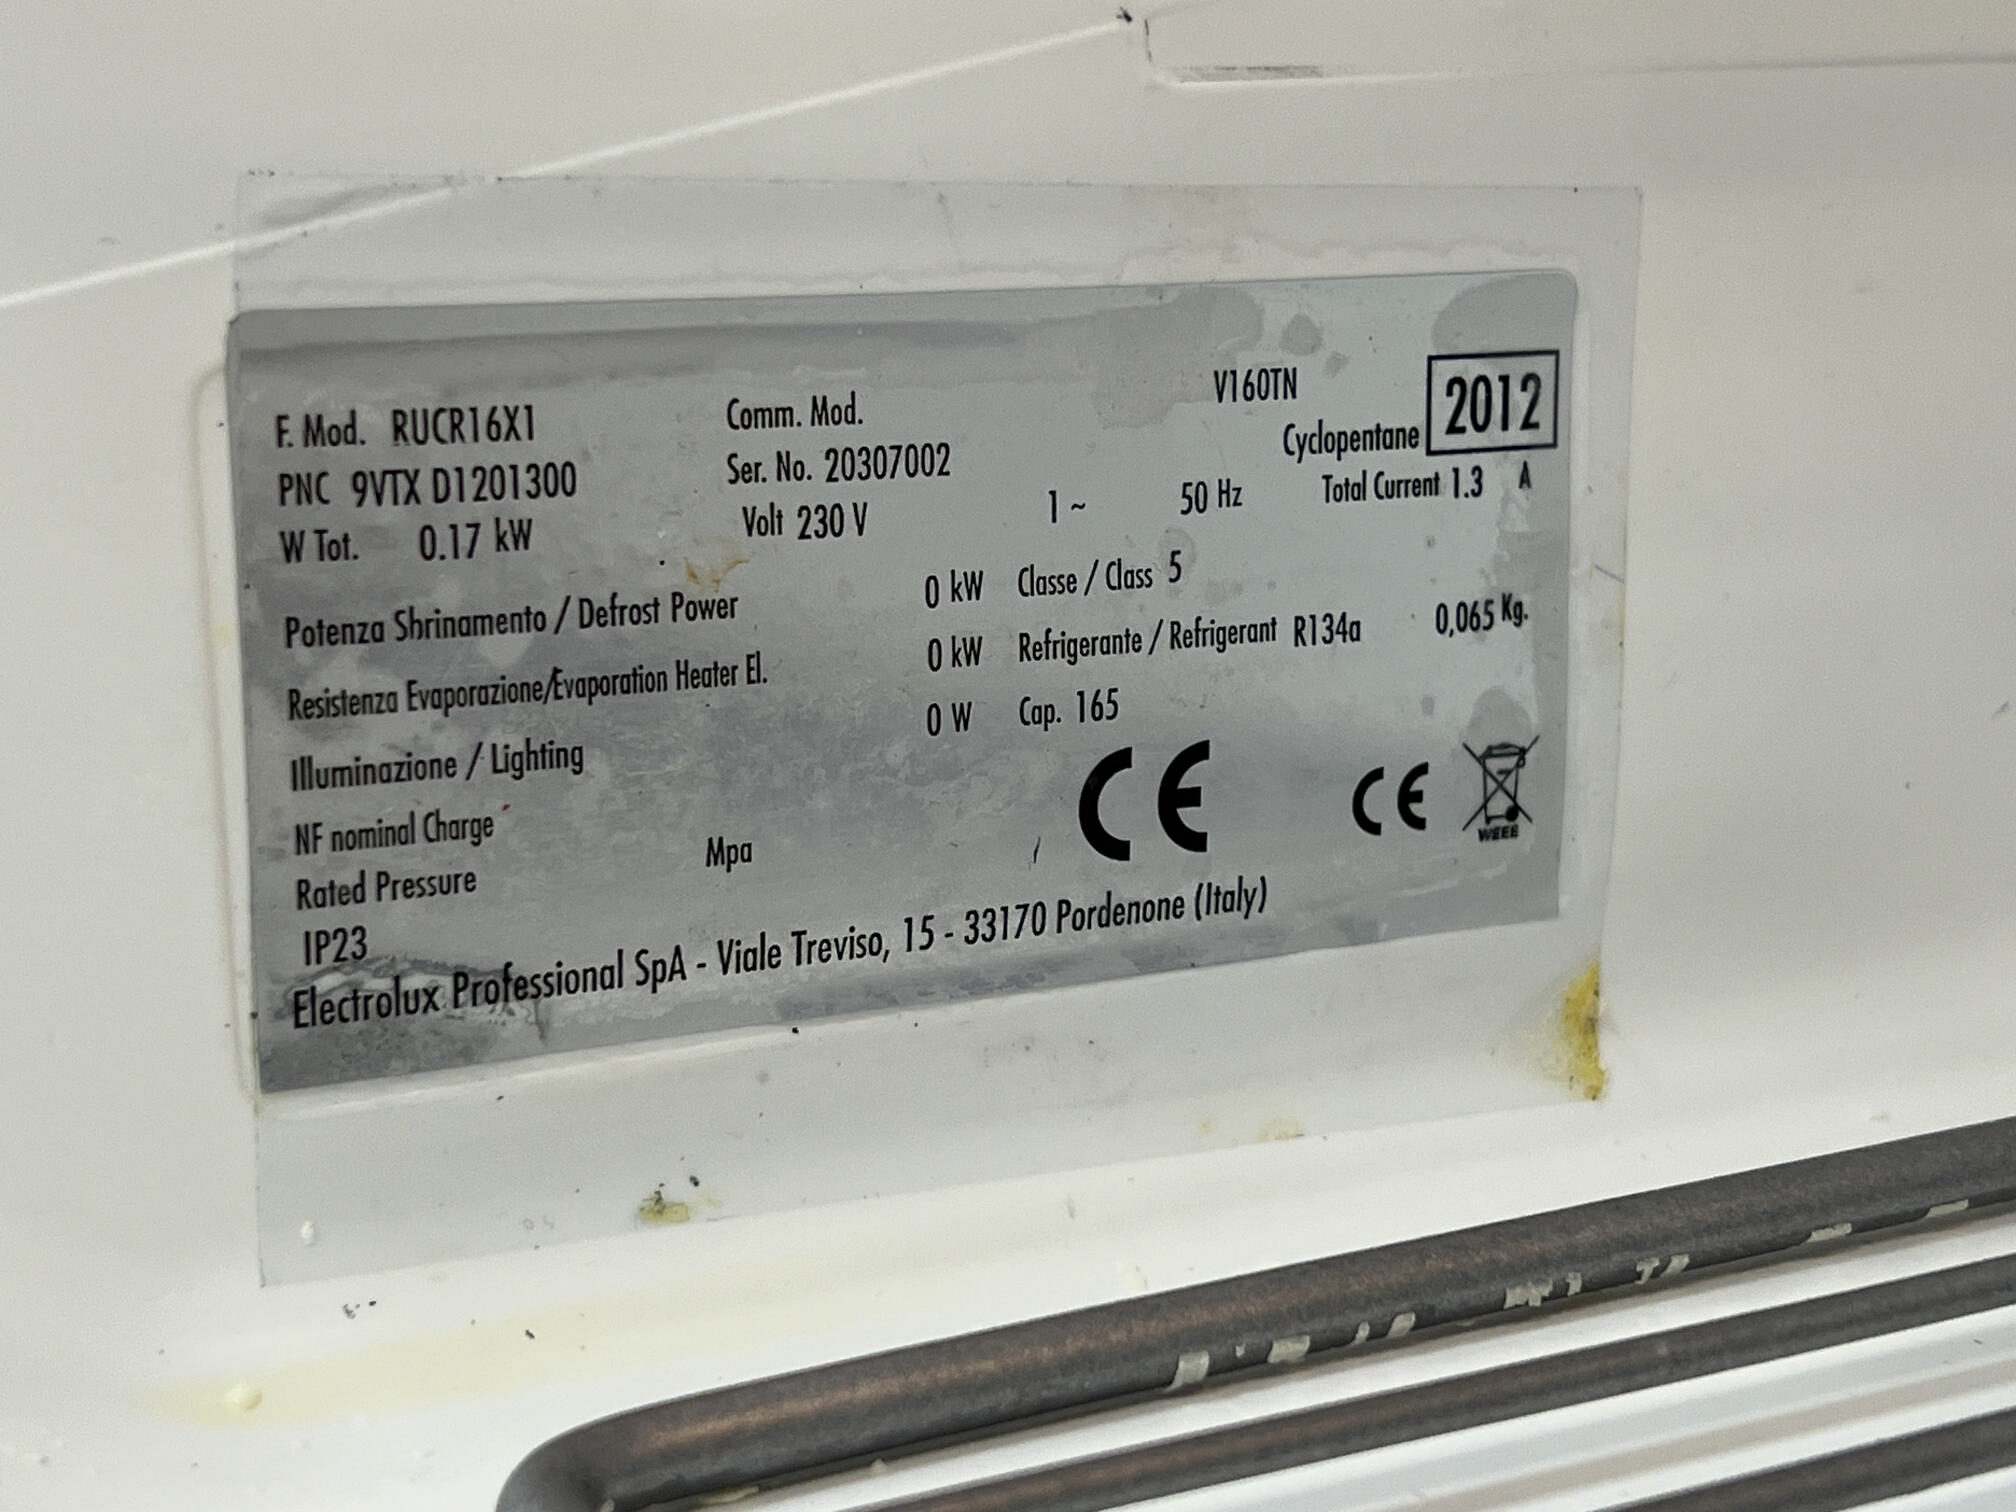 F. Mod. RUCR16X1 Comm. Mod. V160TN 2012
PNC 9VTX D1201300 Ser. No. 20307002 Cyclopentane
W Tot. 0.17 kW Volt 230 V 1 ~ 50 Hz Total Current 1.3 A
Potenza Sbrinamento / Defrost Power 0 kW Classe / Class 5
Resistenza Evaporazione/Evaporation Heater El. 0 kW Refrigerante / Refrigerant R134a 0,065 Kg.
Illuminazione / Lighting 0 W Cap. 165
NF nominal Charge
Rated Pressure Mpa / CE CE
WEEE
IP23
Electrolux Professional SpA - Viale Treviso, 15 - 33170 Pordenone (Italy)